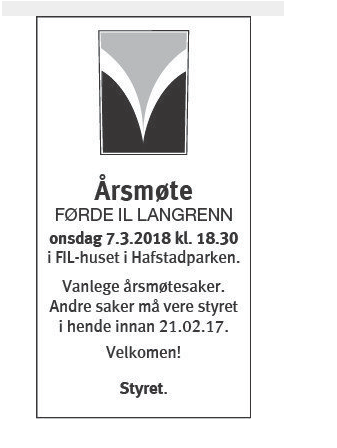 Årsmøte
FØRDE IL LANGRENN
onsdag 7.3.2018 kl. 18.30
i FIL-huset i Hafstadparken.
Vanlege årsmøtesaker.
Andre saker må vere styret
i hende innan 21.02.17.
Velkomen!
Styret.